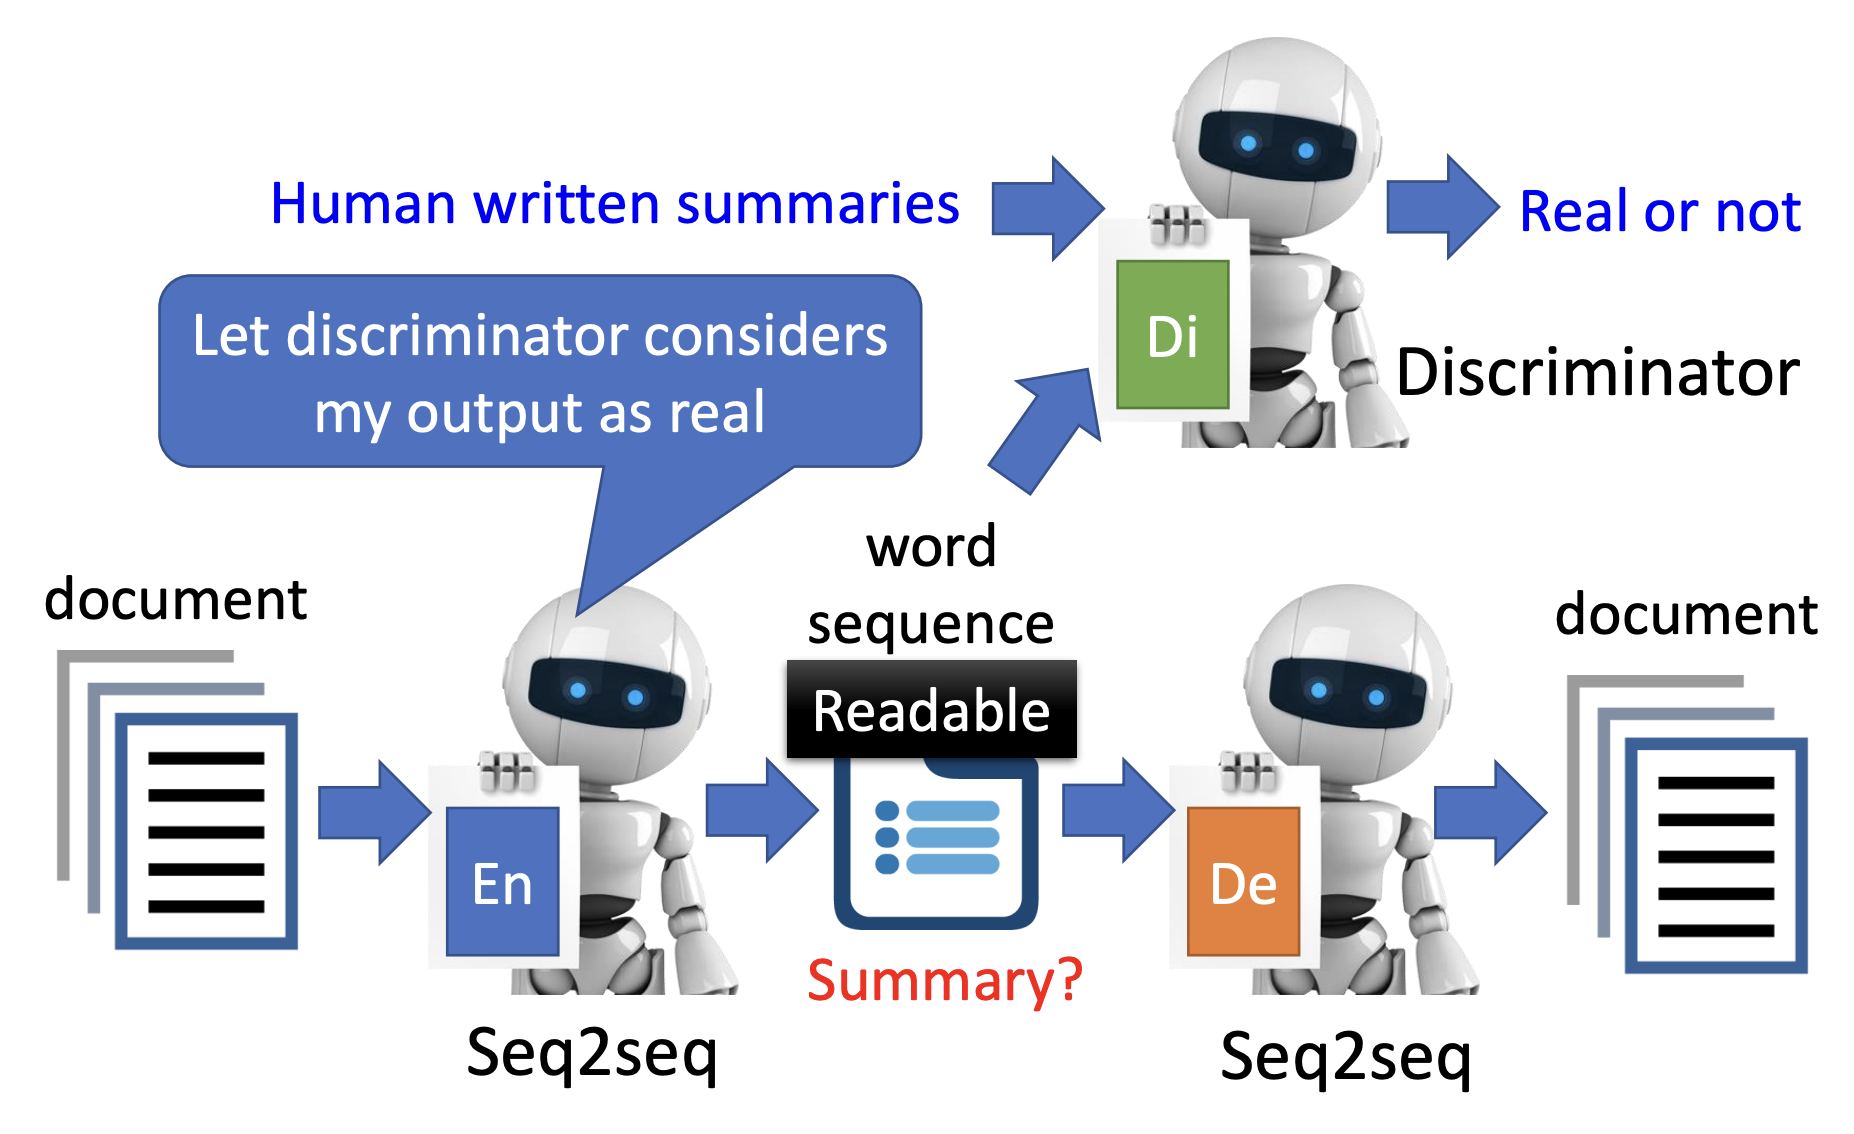 Human written summaries
Real or not
Let discriminator considers
my output as real
Di
Discriminator
word
sequence
document
document
Readable
En
De
Summary?
Seq2seq
Seq2seq